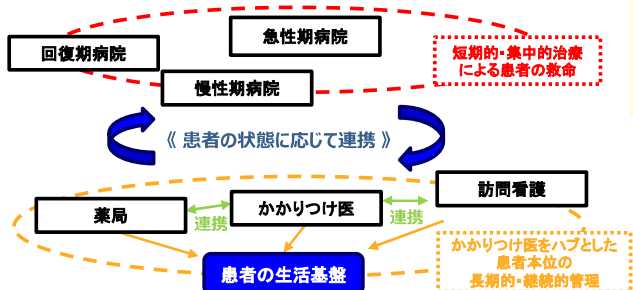 急性期病院
回復期病院
慢性期病院
短期的・集中的治療
による患者の救命
《 患者の状態に応じて連携 》
薬局
連携
かかりつけ医
連携
訪問看護
患者の生活基盤
かかりつけ医をハブとした
患者本位の
長期的・継続的管理